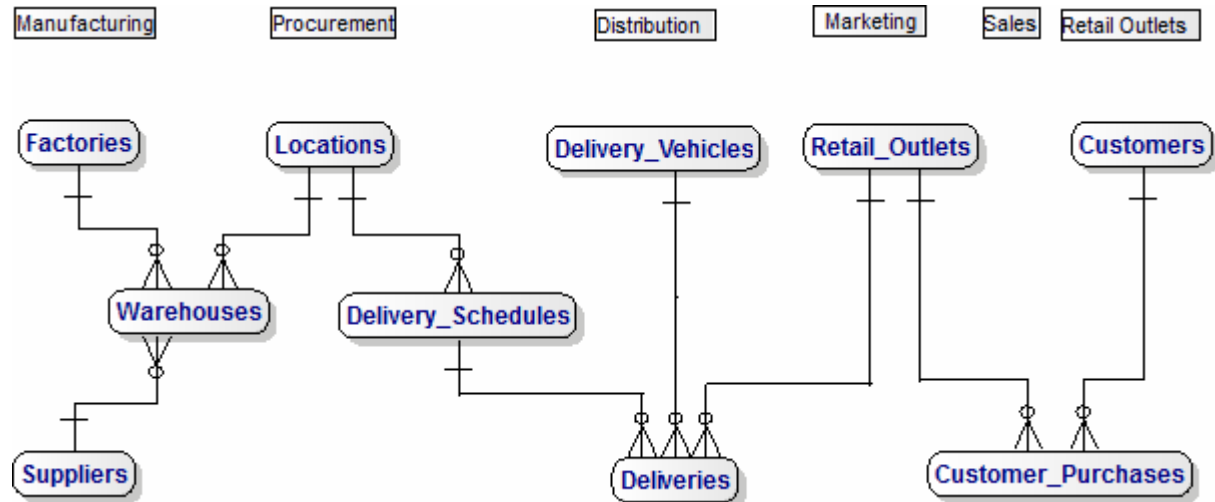 Manufacturing
Procurement
Distribution
Marketing
Sales
Retail Outlets
Factories
Locations
Delivery_Vehicles
Retail_Outlets
Customers
Warehouses
Delivery_Schedules
Suppliers
Deliveries
Customer_Purchases